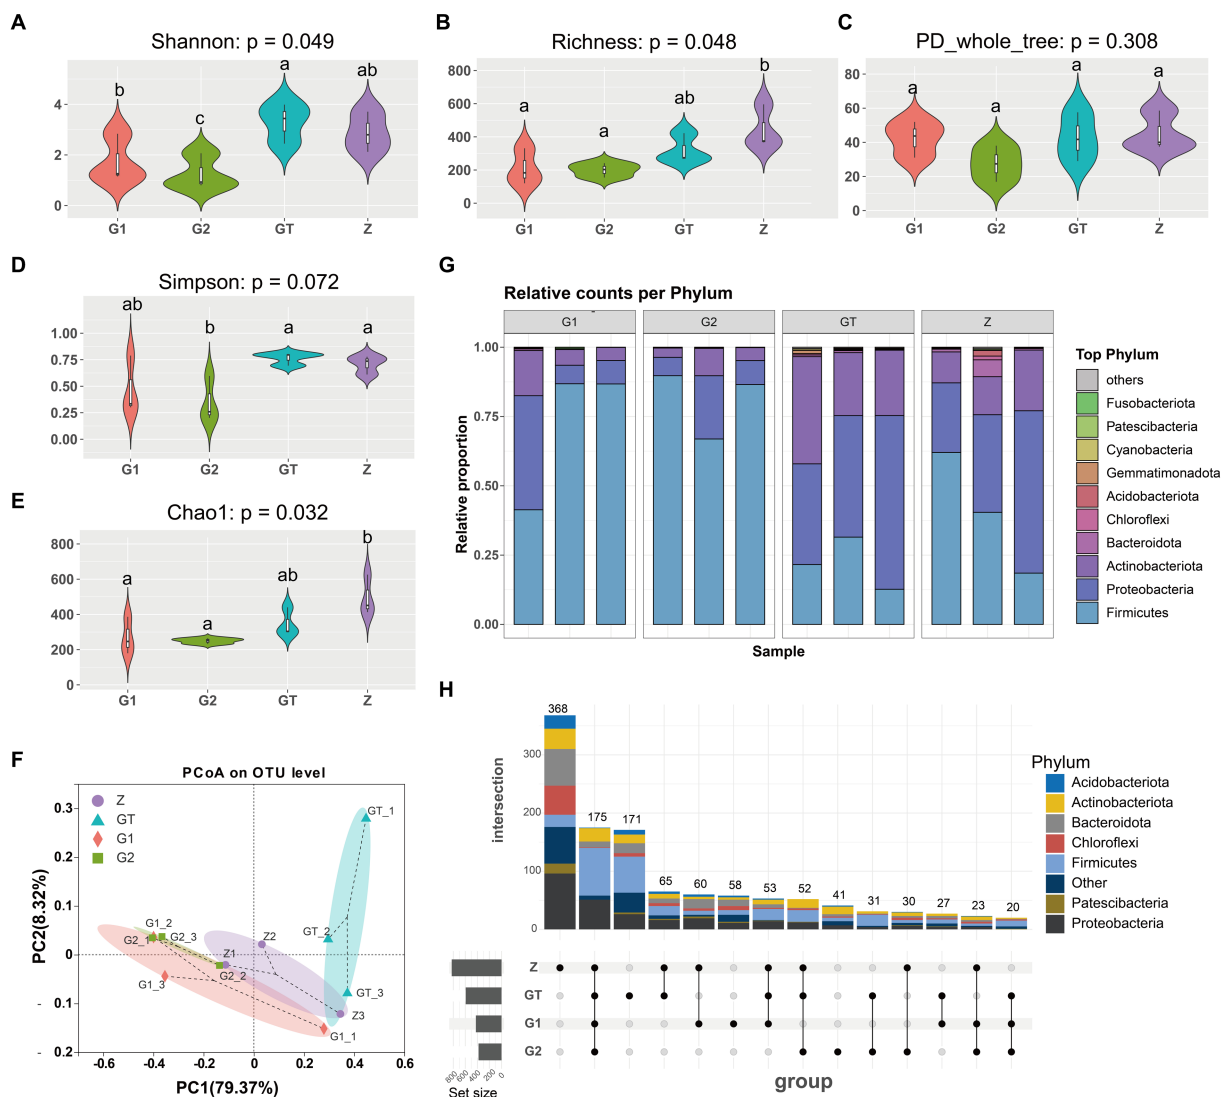 A
Shannon: p = 0.049
b
c
a
ab
4
2
0
G1 G2 GT Z
B
Richness: p = 0.048
a
a
ab
b
800
600
400
200
0
G1 G2 GT Z
C
PD_whole_tree: p = 0.308
a
a
a
a
80
60
40
20
0
G1 G2 GT Z
D
Simpson: p = 0.072
ab
b
a
a
1.00
0.75
0.50
0.25
0.00
G1 G2 GT Z
E
Chao1: p = 0.032
a
a
ab
b
800
600
400
200
0
G1 G2 GT Z
F
PCoA on OTU level
PC2(8.32%)
0.3
0.2
0.1
0
0.1
0.2
Z
GT
G1
G2
GT_1
GT_2
GT_3
G1_2
G2_1
G2_3
G1_3
Z1
Z2
G2_2
Z3
G1_1
-0.6 -0.4 -0.2 0 0.2 0.4 0.6
PC1(79.37%)
G
Relative counts per Phylum
G1 G2 GT Z
Relative proportion
1.00
0.75
0.50
0.25
0.00
Sample
Top Phylum
others
Fusobacteriota
Patescibacteria
Cyanobacteria
Gemmatimonadota
Acidobacteriota
Chloroflexi
Bacteroidota
Actinobacteriota
Proteobacteria
Firmicutes
H
intersection
300
200
100
0
368
175
171
65
60
58
53
52
41
31
30
27
23
20
Phylum
Acidobacteriota
Actinobacteriota
Bacteroidota
Chloroflexi
Firmicutes
Other
Patescibacteria
Proteobacteria
Z
GT
G1
G2
800 600 400 200 0
Set size
group